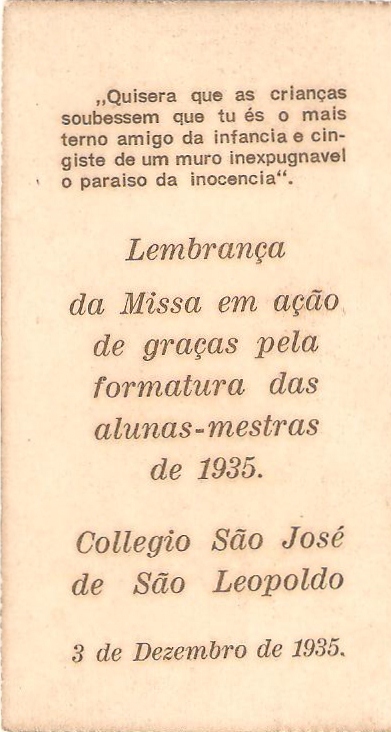 „Quisera que as crianças
soubessem que tu és o mais
terno amigo da infancia e cin-
giste de um muro inexpugnavel
o paraiso da inocencia“.
Lembrança
da Missa em ação
de graças pela
formatura das
alunas-mestras
de 1935.
Collegio São José
de São Leopoldo
3 de Dezembro de 1935.